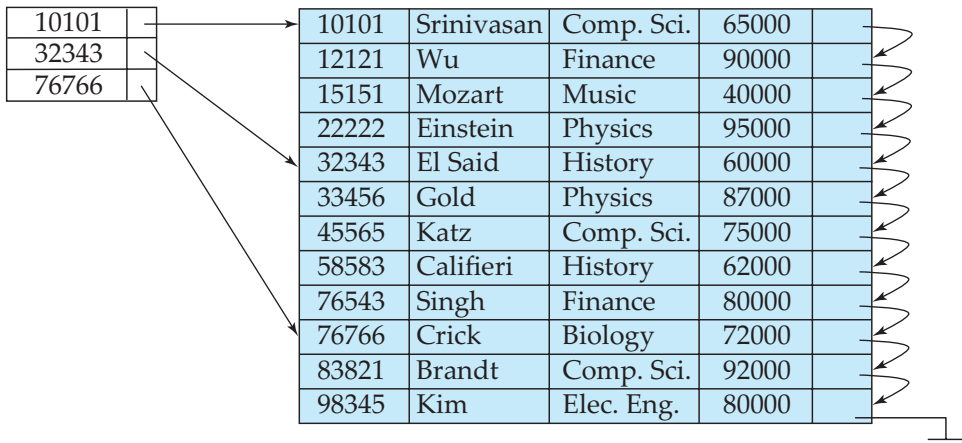 10101
32343
76766
10101 Srinivasan Comp. Sci. 65000
12121 Wu Finance 90000
15151 Mozart Music 40000
22222 Einstein Physics 95000
32343 El Said History 60000
33456 Gold Physics 87000
45565 Katz Comp. Sci. 75000
58583 Califieri History 62000
76543 Singh Finance 80000
76766 Crick Biology 72000
83821 Brandt Comp. Sci. 92000
98345 Kim Elec. Eng. 80000